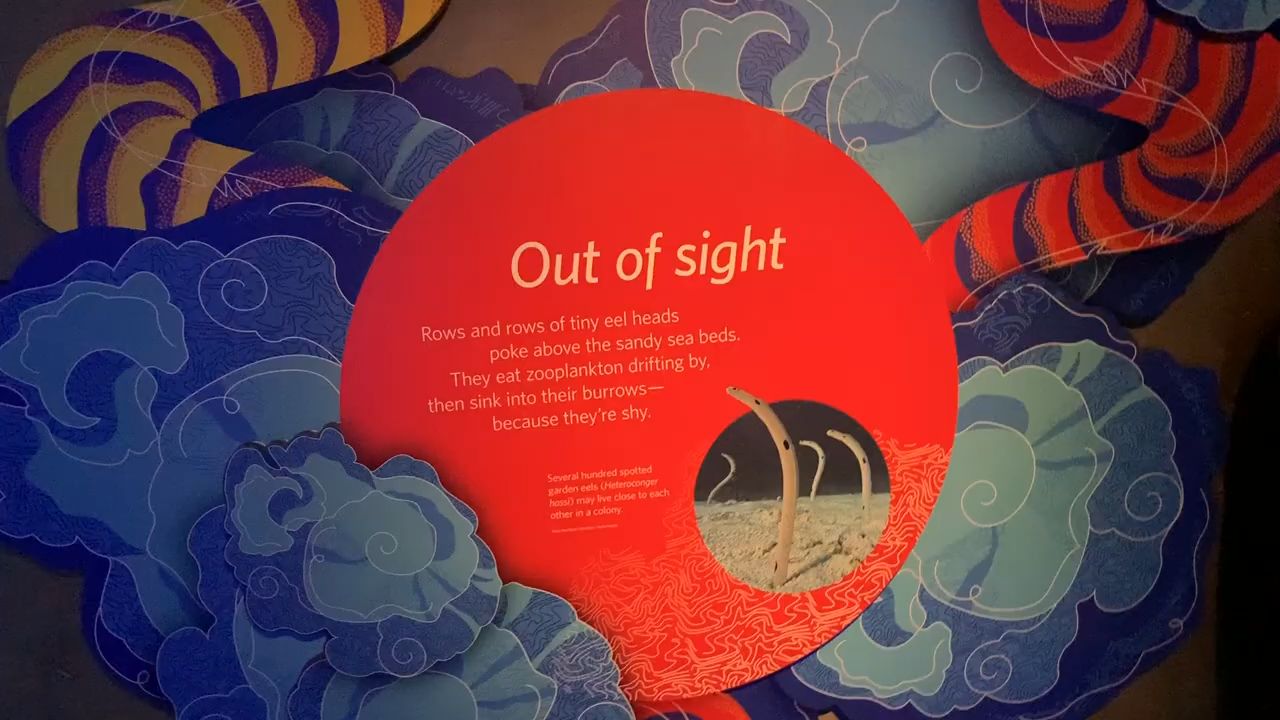 Out of sight
Rows and rows of tiny eel heads
poke above the sandy sea beds.
They eat zooplankton drifting by,
then sink into their burrows—
because they're shy.
Several hundred spotted
garden eels (Heteroconger
hassi) may live close to each
other in a colony.